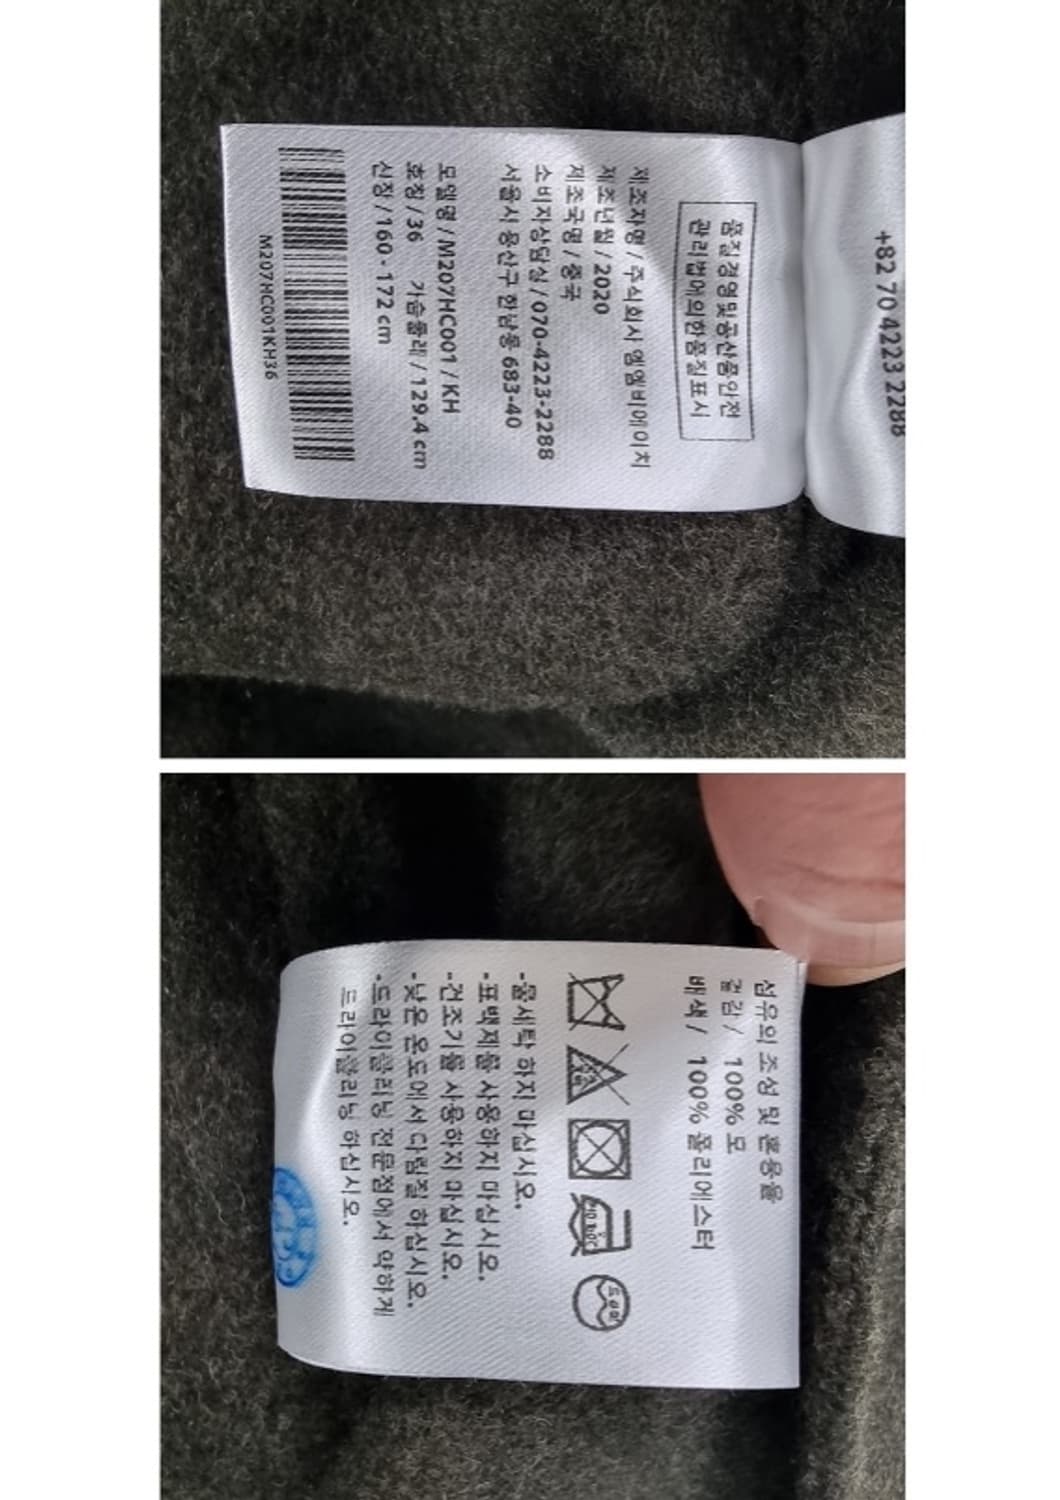 +82 70 4223 2288
품질경영및공산품안전
관리법에의한품질표시
제조자명 / 주식회사 엠엠비에이치
제조년월 / 2020
제조국명 / 중국
소비자상담실 / 070-4223-2288
서울시 용산구 한남동 683-40
모델명 / M207HC001 / KH
호칭 / 36 가슴둘레 / 129.4 cm
신장 / 160 - 172 cm
M207HC001KH36
섬유의 조성 및 혼용율
겉감 / 100% 모
배색 / 100% 폴리에스터
드라이
-물세탁 하지 마십시오.
-표백제를 사용하지 마십시오.
-건조기를 사용하지 마십시오.
-낮은 온도에서 다림질 하십시오.
-드라이클리닝 전문점에서 약하게
드라이클리닝 하십시오.